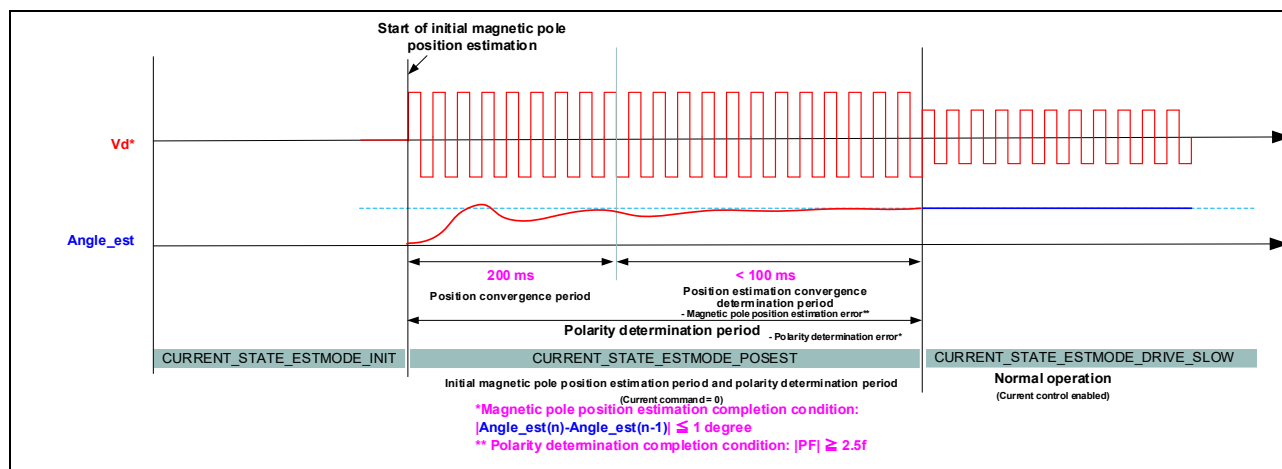 Start of initial magnetic pole
position estimation
Vd*
Angle_est
200 ms
< 100 ms
Position convergence period
Position estimation convergence
determination period
- Magnetic pole position estimation error**
Polarity determination period
- Polarity determination error*
CURRENT_STATE_ESTMODE_INIT
CURRENT_STATE_ESTMODE_POSEST
CURRENT_STATE_ESTMODE_DRIVE_SLOW
Initial magnetic pole position estimation period and polarity determination period
(Current command = 0)
Normal operation
(Current control enabled)
*Magnetic pole position estimation completion condition:
|Angle_est(n)-Angle_est(n-1)| ≦ 1 degree
** Polarity determination completion condition: |PF| ≧ 2.5f